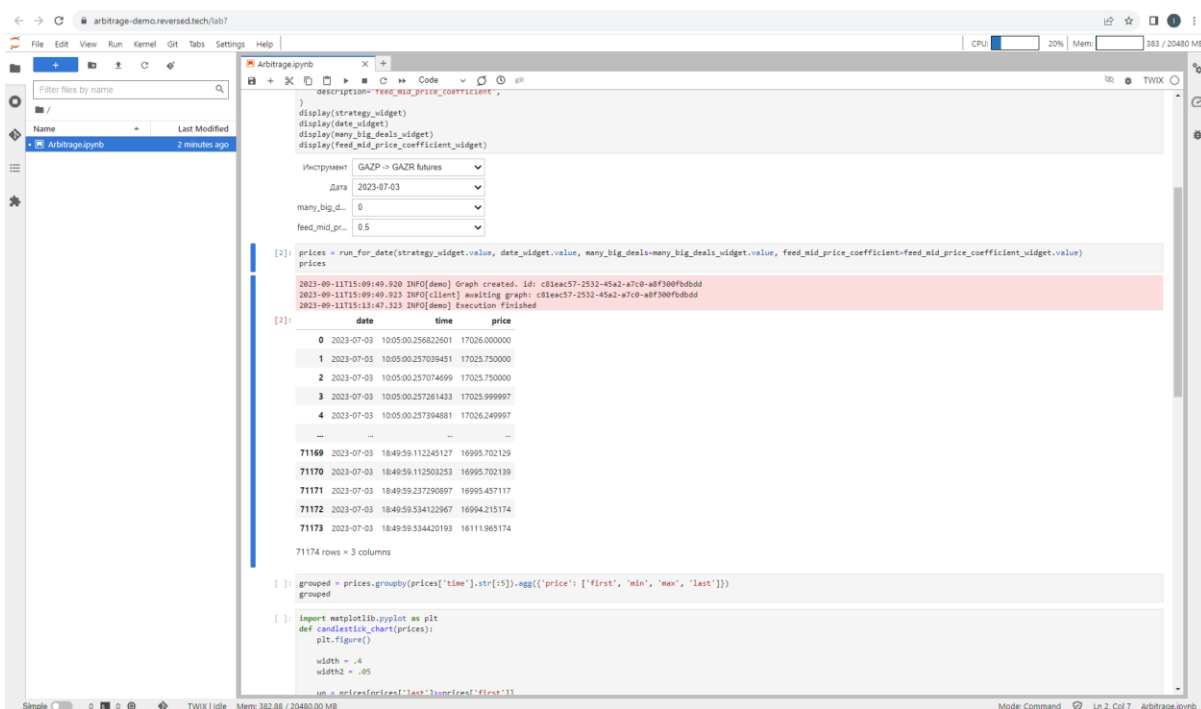 arbitrage-demo.reversed.tech/lab?
File Edit View Run Kernel Git Tabs Settings Help
CPU: 20% Mem: 383 / 20480 MB
Filter files by name
/
Name Last Modified
Arbitrage.ipynb 2 minutes ago
Arbitrage.ipynb
Code git TWIX
description='feed_mid_price_coefficient',
)
display(strategy_widget)
display(date_widget)
display(many_big_deals_widget)
display(feed_mid_price_coefficient_widget)
Инструмент GAZP -> GAZR futures
Дата 2023-07-03
many_big_d... 0
feed_mid_pr... 0.5
[2]: prices = run_for_date(strategy_widget.value, date_widget.value, many_big_deals=many_big_deals_widget.value, feed_mid_price_coefficient=feed_mid_price_coefficient_widget.value)
prices
2023-09-11T15:09:49.920 INFO[demo] Graph created. id: c81eac57-2532-45a2-a7c0-a8f300fbdbdd
2023-09-11T15:09:49.923 INFO[client] awaiting graph: c81eac57-2532-45a2-a7c0-a8f300fbdbdd
2023-09-11T15:13:47.323 INFO[demo] Execution finished
[2]: date time price
0 2023-07-03 10:05:00.256822601 17026.000000
1 2023-07-03 10:05:00.257039451 17025.750000
2 2023-07-03 10:05:00.257074699 17025.750000
3 2023-07-03 10:05:00.257261433 17025.999997
4 2023-07-03 10:05:00.257394881 17026.249997
... ... ... ...
71169 2023-07-03 18:49:59.112245127 16995.702129
71170 2023-07-03 18:49:59.112503253 16995.702139
71171 2023-07-03 18:49:59.237290897 16995.457117
71172 2023-07-03 18:49:59.534122967 16994.215174
71173 2023-07-03 18:49:59.534420193 16111.965174
71174 rows × 3 columns
[ ]: grouped = prices.groupby(prices['time'].str[:5]).agg({'price': ['first', 'min', 'max', 'last']})
grouped
[ ]: import matplotlib.pyplot as plt
def candlestick_chart(prices):
plt.figure()
width = .4
width2 = .05
up = prices[prices['last']>=prices['first']]
Simple 0 0 TWIX | Idle Mem: 382.88 / 20480.00 MB Mode: Command Ln 2, Col 7 Arbitrage.ipynb